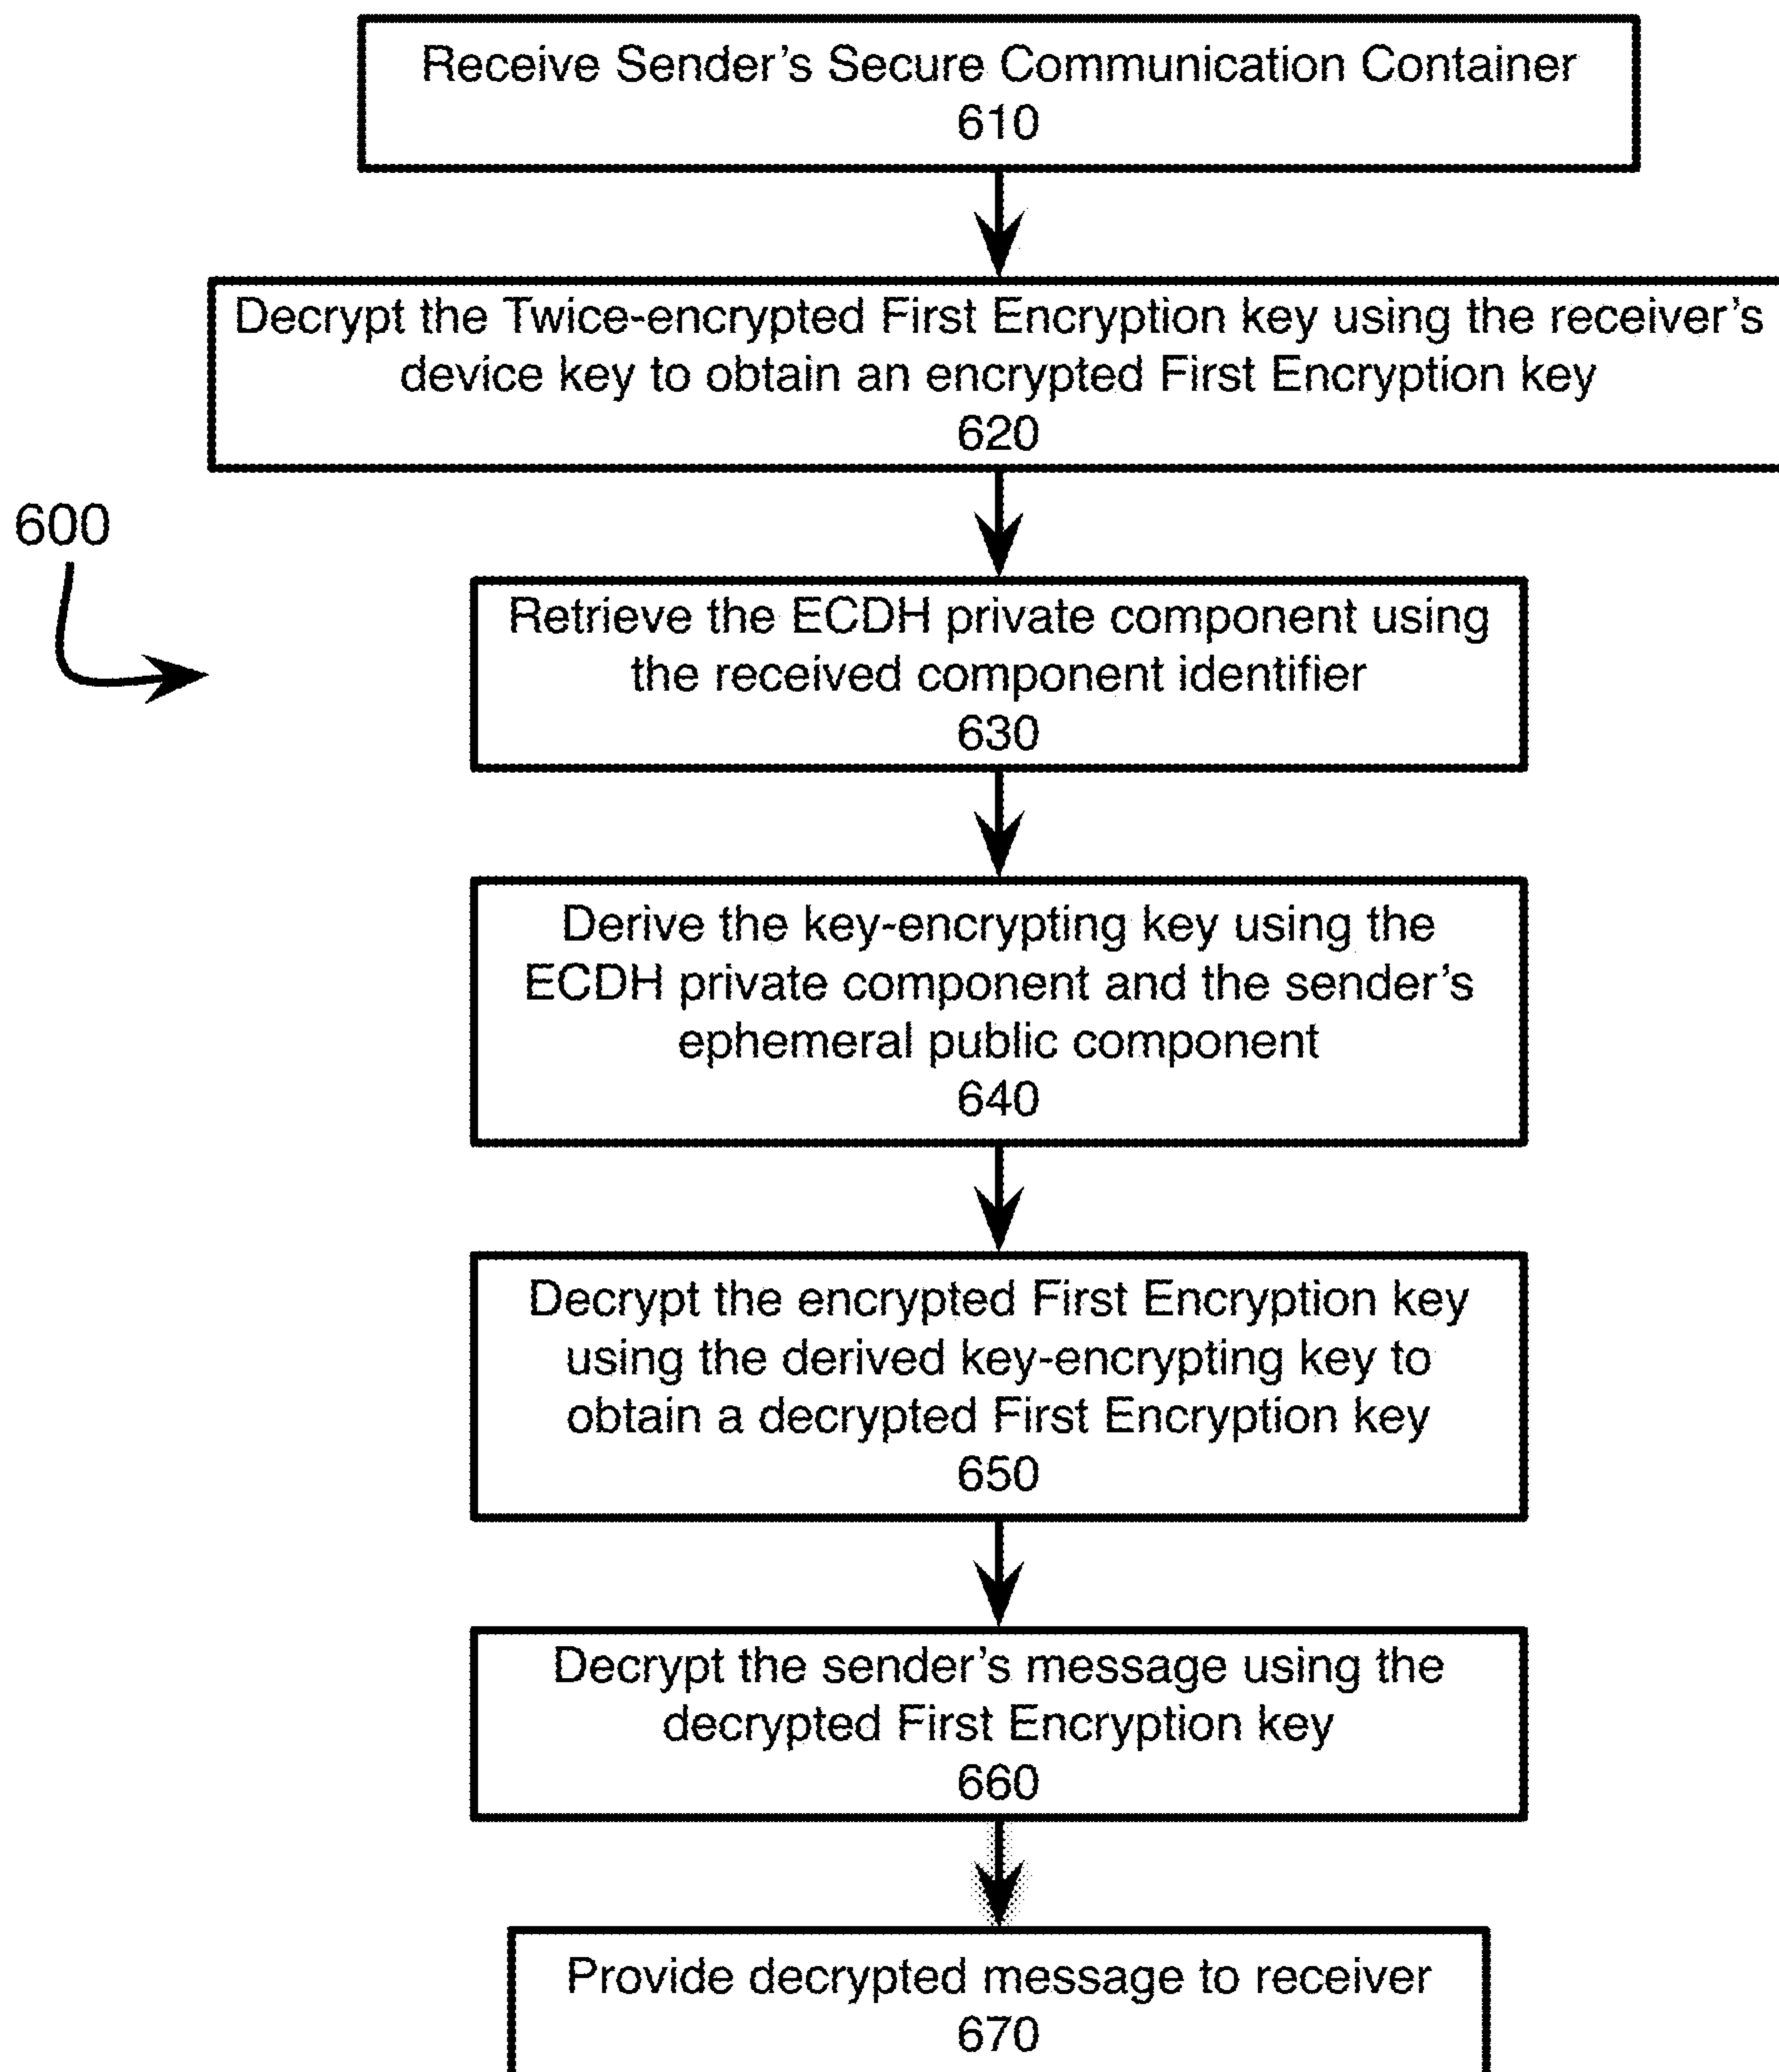 Receive Sender's Secure Communication Container
610
Decrypt the Twice-encrypted First Encryption key using the receiver's
device key to obtain an encrypted First Encryption key
620
600
Retrieve the ECDH private component using
the received component identifier
630
Derive the key-encrypting key using the
ECDH private component and the sender's
ephemeral public component
640
Decrypt the encrypted First Encryption key
using the derived key-encrypting key to
obtain a decrypted First Encryption key
650
Decrypt the sender's message using the
decrypted First Encryption key
660
Provide decrypted message to receiver
670